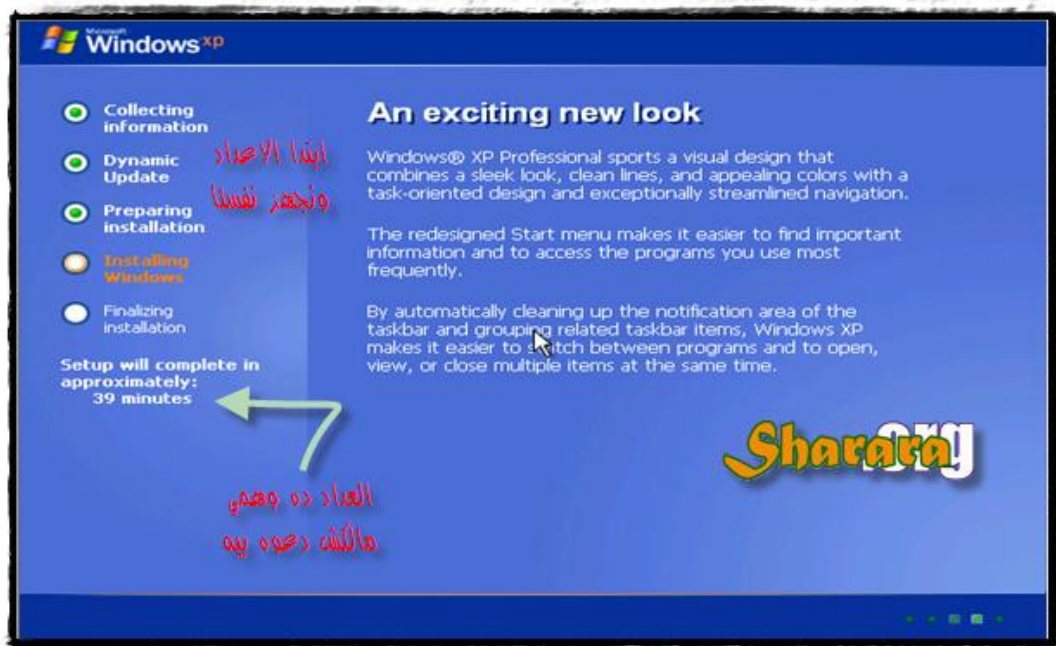 Microsoft
Windows xp
Collecting
information
Dynamic
Update
Preparing
installation
Installing
Windows
Finalizing
installation
Setup will complete in
approximately:
39 minutes
ابتدا الاعداد
ونجهز نفسنا
العداد ده وهمي
مالكش دعوه بيه
An exciting new look
Windows® XP Professional sports a visual design that
combines a sleek look, clean lines, and appealing colors with a
task-oriented design and exceptionally streamlined navigation.
The redesigned Start menu makes it easier to find important
information and to access the programs you use most
frequently.
By automatically cleaning up the notification area of the
taskbar and grouping related taskbar items, Windows XP
makes it easier to switch between programs and to open,
view, or close multiple items at the same time.
Sharara.org